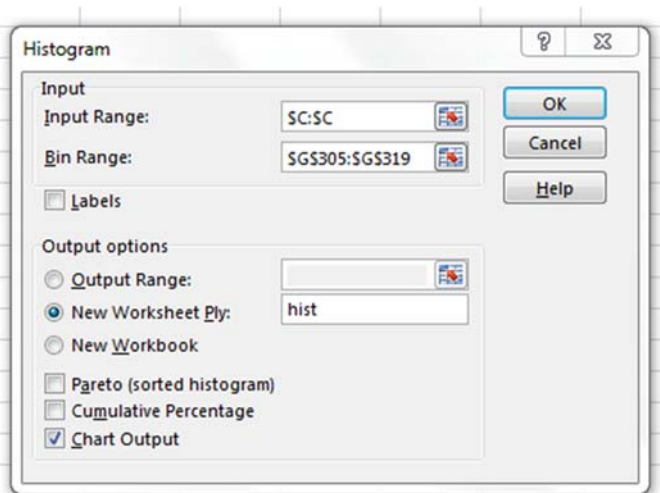 Histogram
Input
Input Range: $C:$C
Bin Range: $G$305:$G$319
Labels
Output options
Output Range:
New Worksheet Ply: hist
New Workbook
Pareto (sorted histogram)
Cumulative Percentage
Chart Output
OK
Cancel
Help